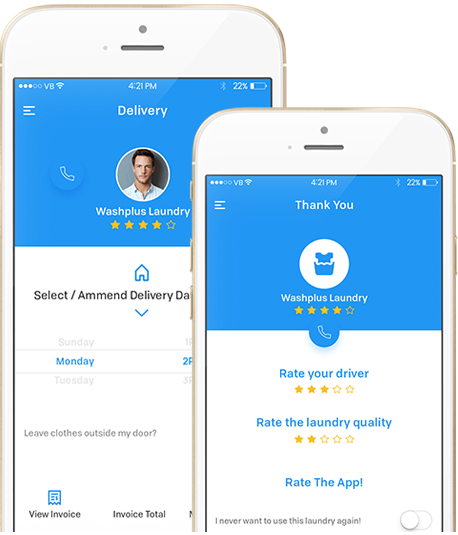 VB
4:21 PM
22%
Delivery
Washplus Laundry
Select / Ammend Delivery Da
Sunday
Monday
2P
Tuesday
Leave clothes outside my door?
View Invoice
Invoice Total
VB
4:21 PM
22%
Thank You
Washplus Laundry
Rate your driver
Rate the laundry quality
Rate The App!
I never want to use this laundry again!